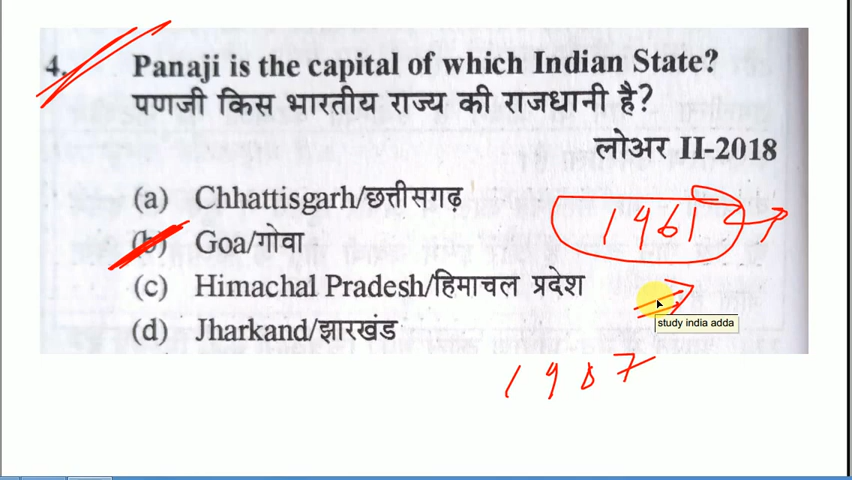 4. Panaji is the capital of which Indian State?
पणजी किस भारतीय राज्य की राजधानी है?
लोअर II-2018
(a) Chhattisgarh/छत्तीसगढ़
(b) Goa/गोवा
(c) Himachal Pradesh/हिमाचल प्रदेश
(d) Jharkand/झारखंड
1961
study india adda
1987